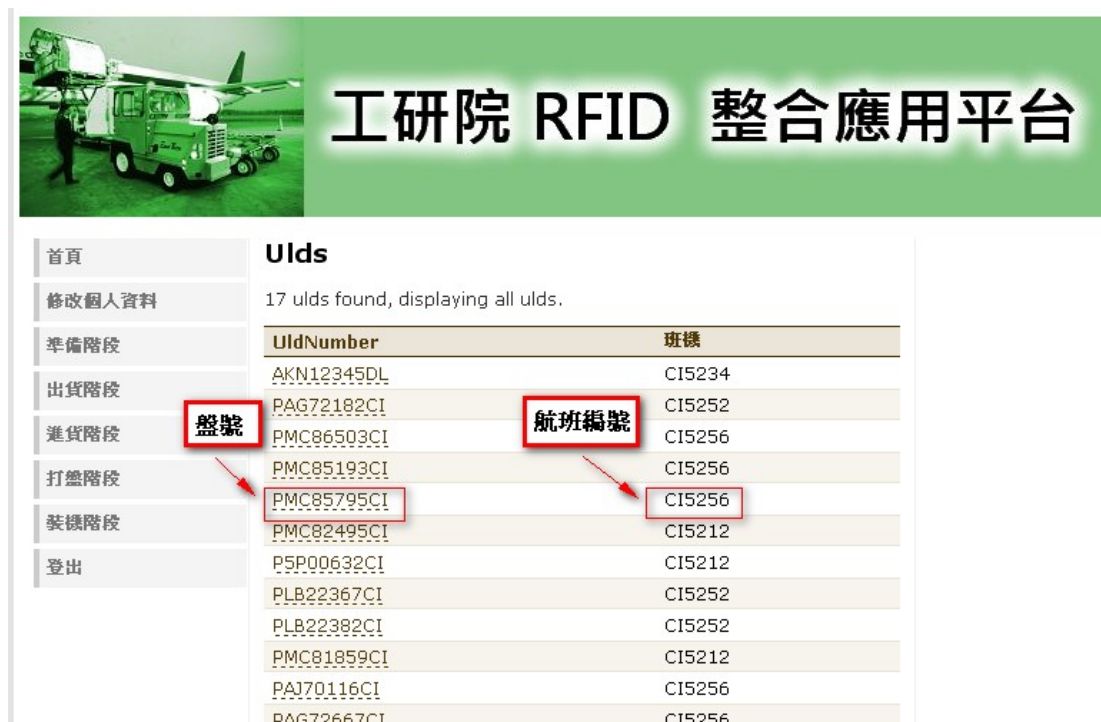 工研院 RFID 整合應用平台
首頁
修改個人資料
準備階段
出貨階段
進貨階段
打盤階段
裝機階段
登出
Ulds
17 ulds found, displaying all ulds.
UldNumber 班機
AKN12345DL CI5234
PAG72182CI CI5252
PMC86503CI CI5256
PMC85193CI CI5256
PMC85795CI CI5256
PMC82495CI CI5212
P5P00632CI CI5212
PLB22367CI CI5252
PLB22382CI CI5252
PMC81859CI CI5212
PAJ70116CI CI5256
PAG72667CI CI5256
盤號
航班編號